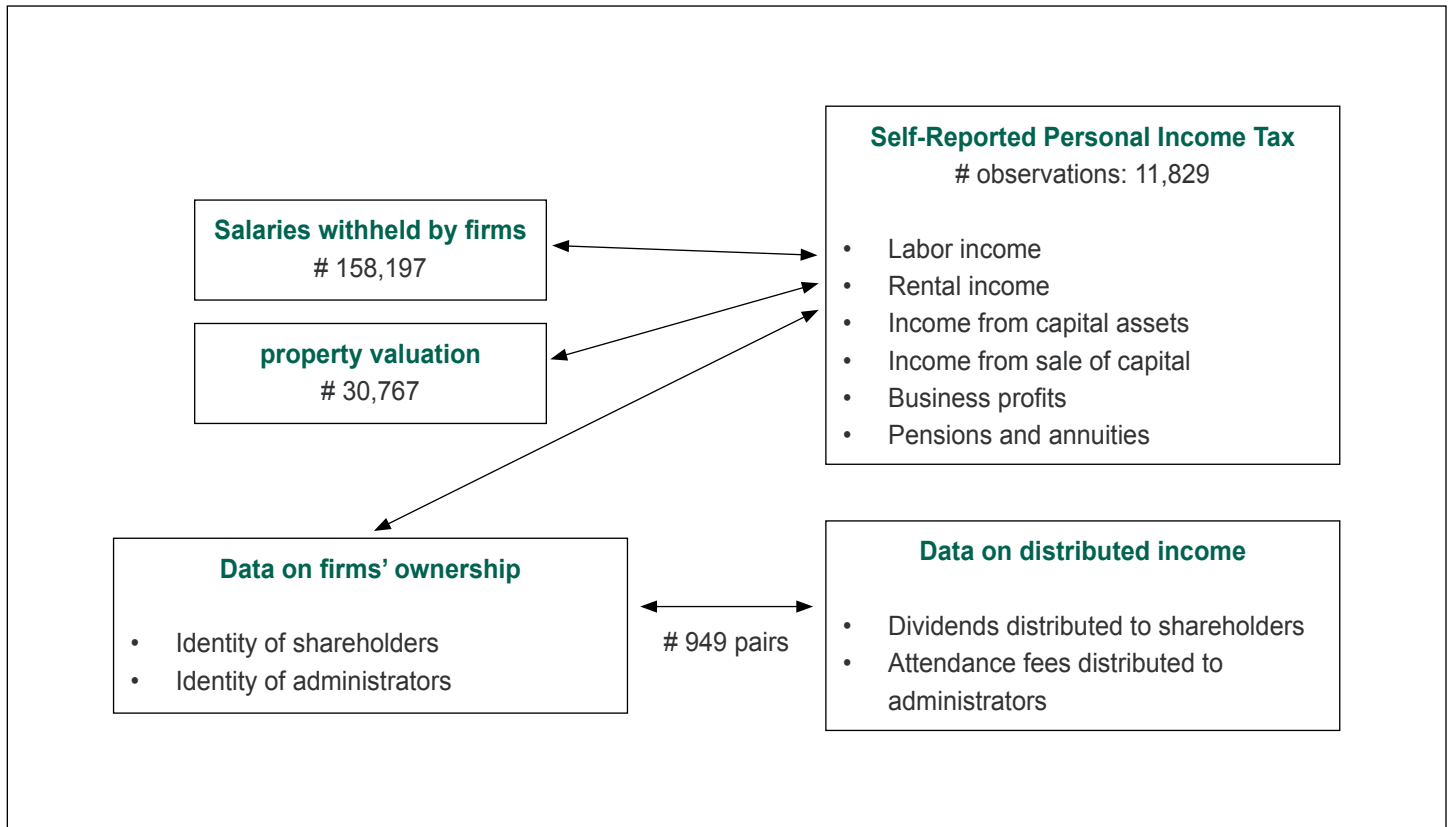 Self-Reported Personal Income Tax
# observations: 11,829
• Labor income
• Rental income
• Income from capital assets
• Income from sale of capital
• Business profits
• Pensions and annuities
Salaries withheld by firms
# 158,197
property valuation
# 30,767
Data on firms’ ownership
• Identity of shareholders
• Identity of administrators
# 949 pairs
Data on distributed income
• Dividends distributed to shareholders
• Attendance fees distributed to
administrators